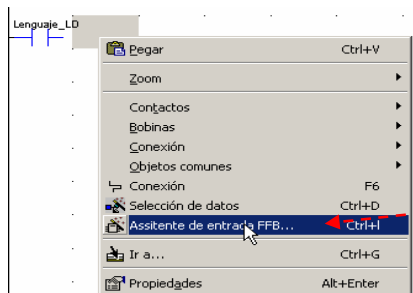 Lenguaje_LD
Pegar Ctrl+V
Zoom
Contactos
Bobinas
Conexión
Objetos comunes
Conexión F6
Selección de datos Ctrl+D
Assitente de entrada FFB... Ctrl+I
Ir a... Ctrl+G
Propiedades Alt+Enter